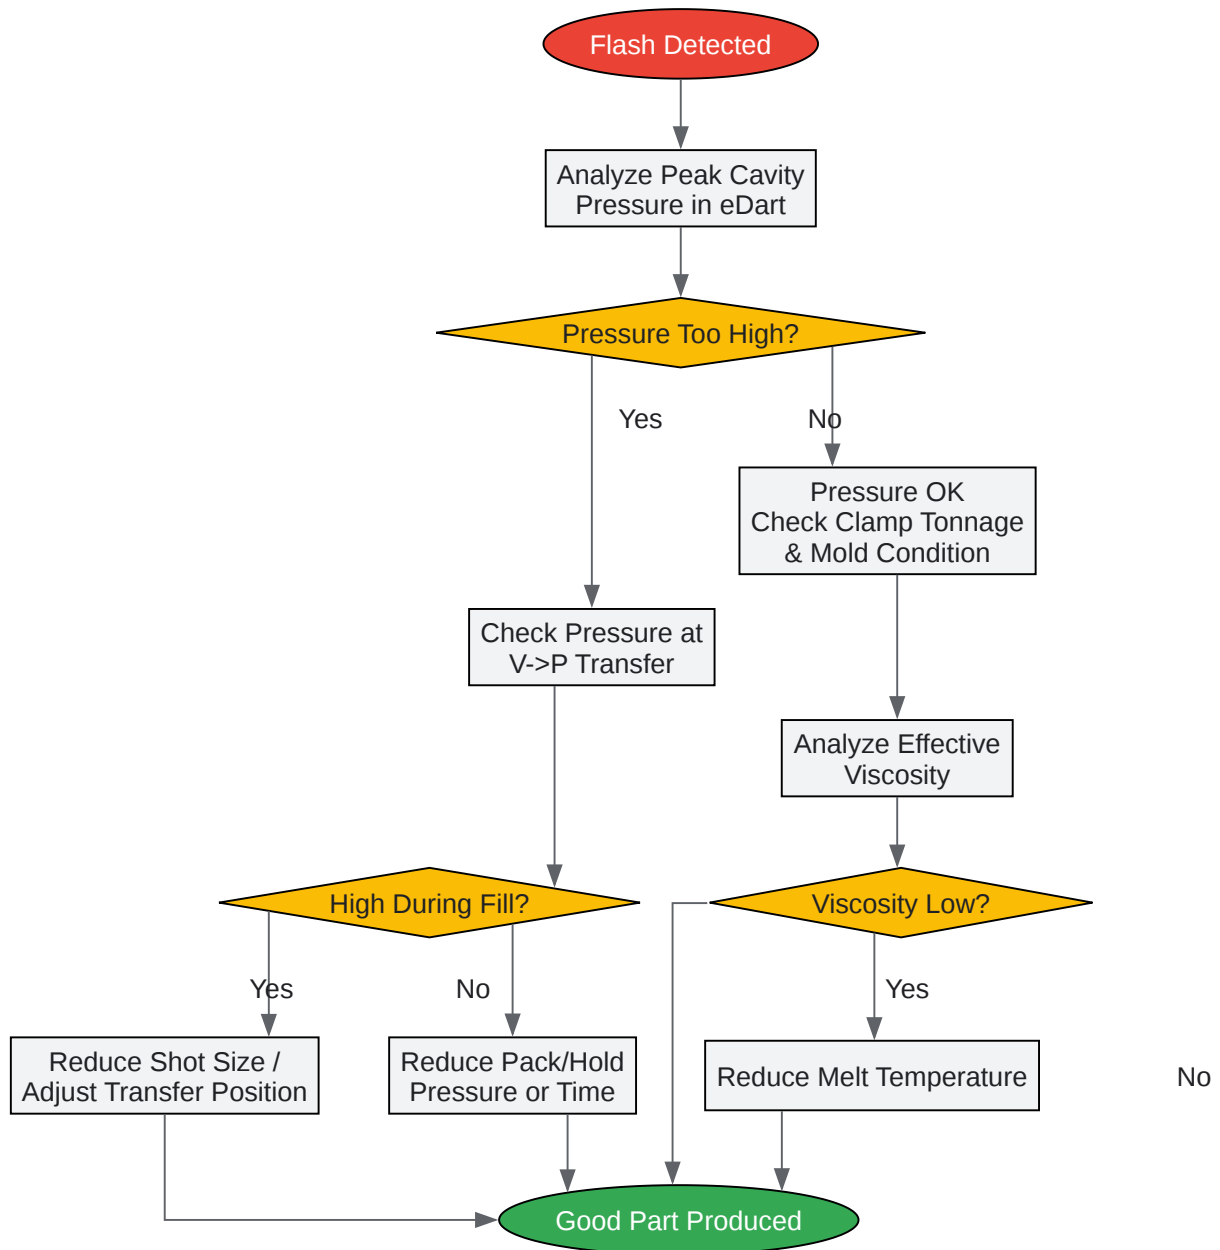 Flash Detected
Analyze Peak Cavity
Pressure in eDart
Pressure Too High?
Yes
No
Pressure OK
Check Clamp Tonnage
& Mold Condition
Check Pressure at
V->P Transfer
Analyze Effective
Viscosity
High During Fill?
Viscosity Low?
Yes
No
Yes
Reduce Shot Size /
Adjust Transfer Position
Reduce Pack/Hold
Pressure or Time
Reduce Melt Temperature
No
Good Part Produced